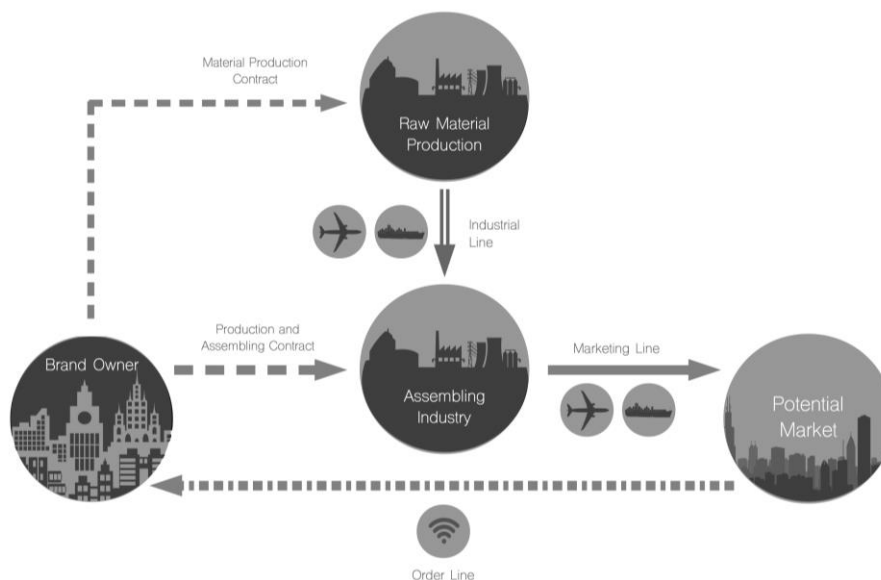 Material Production
Contract
Raw Material
Production
Industrial
Line
Brand Owner
Production and
Assembling Contract
Assembling
Industry
Marketing Line
Potential
Market
Order Line